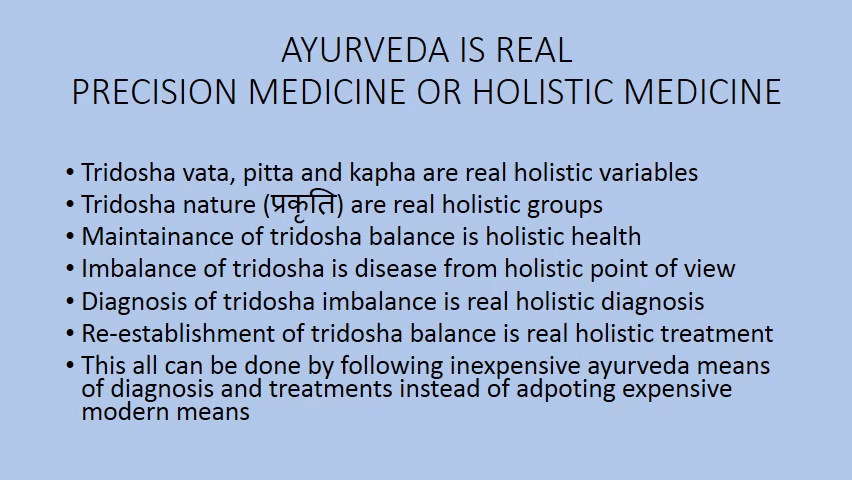 AYURVEDA IS REAL
PRECISION MEDICINE OR HOLISTIC MEDICINE
• Tridosha vata, pitta and kapha are real holistic variables
• Tridosha nature (प्रकृति) are real holistic groups
• Maintainance of tridosha balance is holistic health
• Imbalance of tridosha is disease from holistic point of view
• Diagnosis of tridosha imbalance is real holistic diagnosis
• Re-establishment of tridosha balance is real holistic treatment
• This all can be done by following inexpensive ayurveda means
of diagnosis and treatments instead of adpoting expensive
modern means